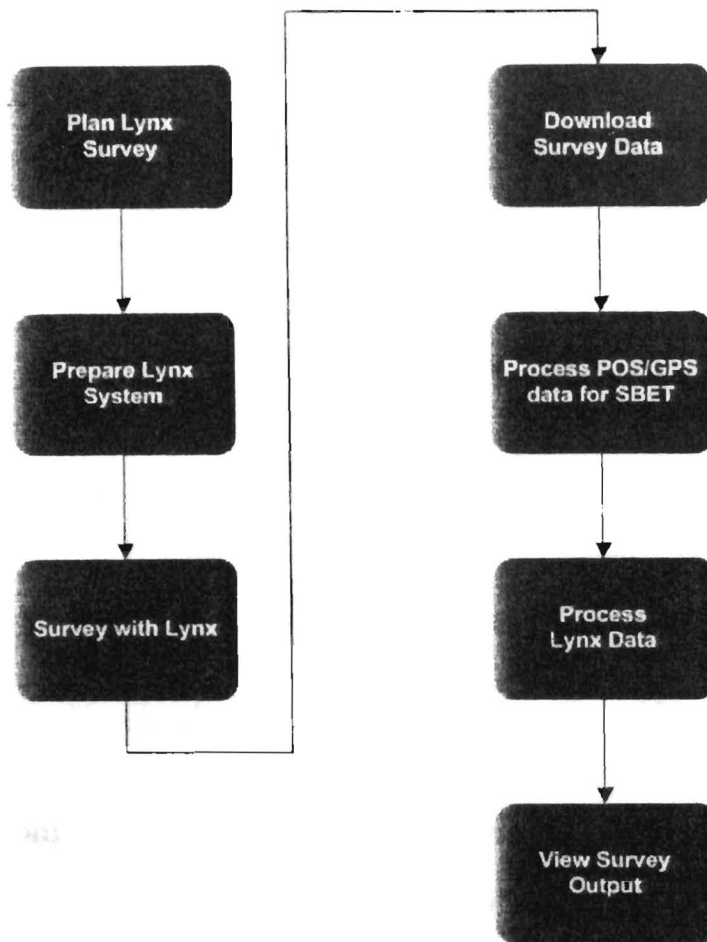 Plan Lynx
Survey
Prepare Lynx
System
Survey with Lynx
Download
Survey Data
Process POS/GPS
data for SBET
Process
Lynx Data
View Survey
Output